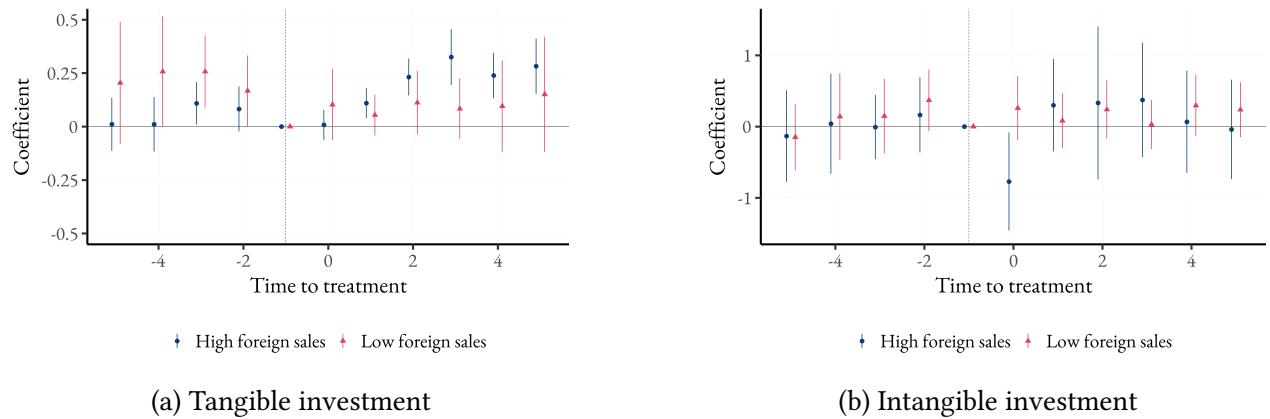 0.5
0.25
0
-0.25
-0.5
Coefficient
-4
-2
0
2
4
Time to treatment
High foreign sales
Low foreign sales
(a) Tangible investment
1
0
-1
Coefficient
-4
-2
0
2
4
Time to treatment
High foreign sales
Low foreign sales
(b) Intangible investment